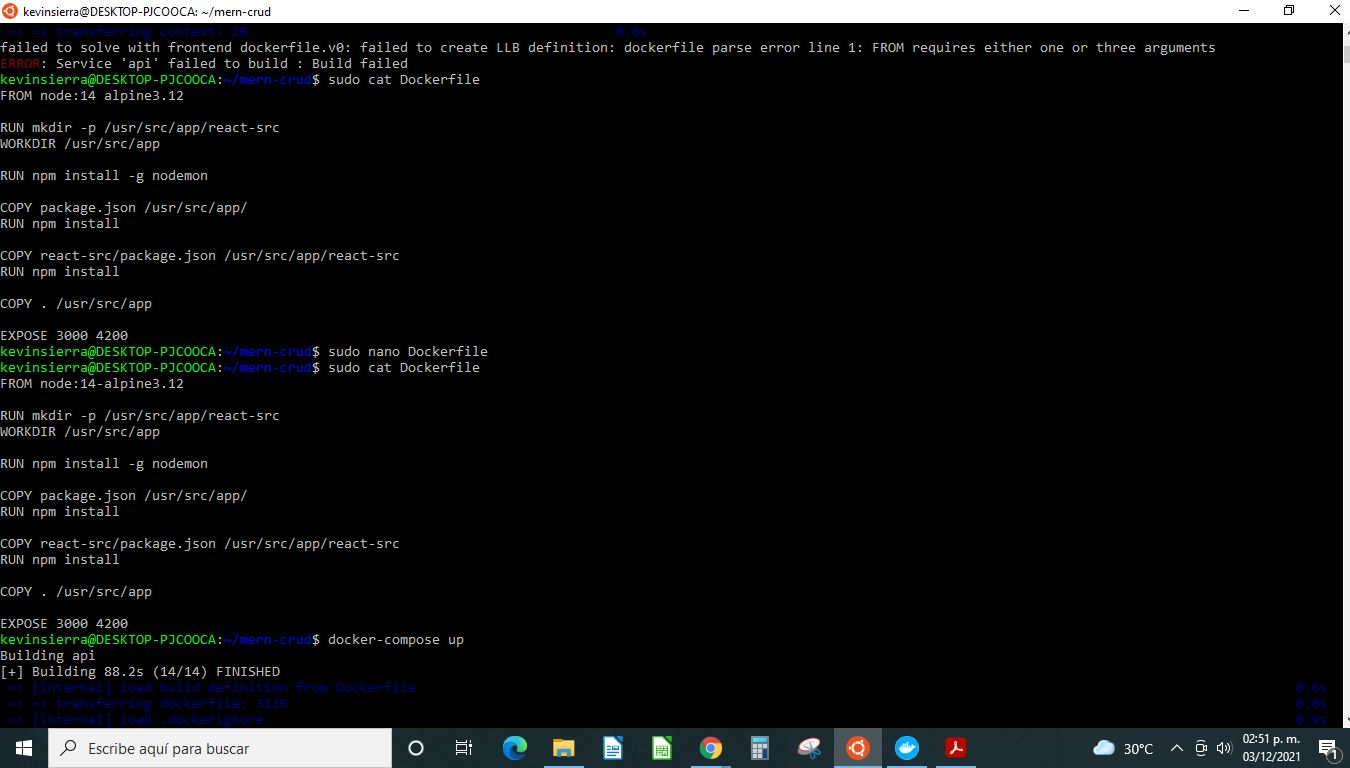 kevinsierra@DESKTOP-PJCOOCA: ~/mern-crud
=> => transferring context: 2B 0.0s
failed to solve with frontend dockerfile.v0: failed to create LLB definition: dockerfile parse error line 1: FROM requires either one or three arguments
ERROR: Service 'api' failed to build : Build failed
kevinsierra@DESKTOP-PJCOOCA:~/mern-crud$ sudo cat Dockerfile
FROM node:14 alpine3.12
RUN mkdir -p /usr/src/app/react-src
WORKDIR /usr/src/app
RUN npm install -g nodemon
COPY package.json /usr/src/app/
RUN npm install
COPY react-src/package.json /usr/src/app/react-src
RUN npm install
COPY . /usr/src/app
EXPOSE 3000 4200
kevinsierra@DESKTOP-PJCOOCA:~/mern-crud$ sudo nano Dockerfile
kevinsierra@DESKTOP-PJCOOCA:~/mern-crud$ sudo cat Dockerfile
FROM node:14-alpine3.12
RUN mkdir -p /usr/src/app/react-src
WORKDIR /usr/src/app
RUN npm install -g nodemon
COPY package.json /usr/src/app/
RUN npm install
COPY react-src/package.json /usr/src/app/react-src
RUN npm install
COPY . /usr/src/app
EXPOSE 3000 4200
kevinsierra@DESKTOP-PJCOOCA:~/mern-crud$ docker-compose up
Building api
[+] Building 88.2s (14/14) FINISHED
=> [internal] load build definition from Dockerfile 0.6s
=> => transferring dockerfile: 311B 0.0s
=> [internal] load .dockerignore 0.9s
Escribe aquí para buscar
30°C
02:51 p. m.
03/12/2021
1